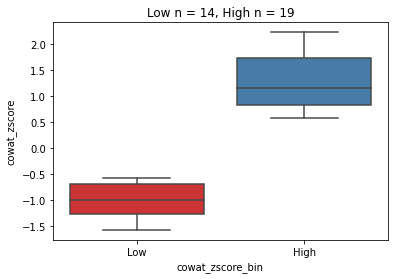 Low n = 14, High n = 19
cowat_zscore
2.0
1.5
1.0
0.5
0.0
−0.5
−1.0
−1.5
Low High
cowat_zscore_bin